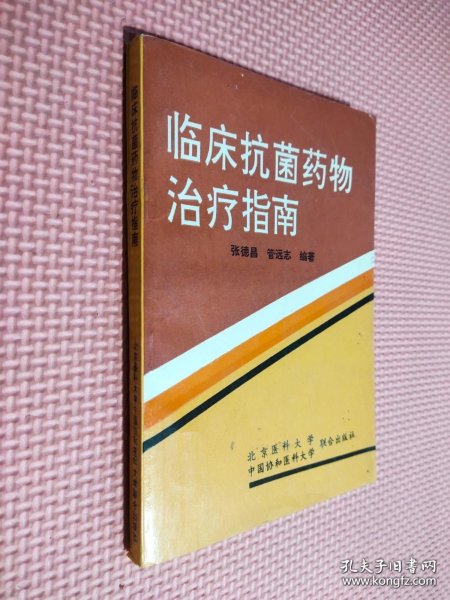 临床抗菌药物
治疗指南
张德昌 管远志 编著
北京医科大学
中国协和医科大学
联合出版社
临床抗菌药物治疗指南
孔夫子旧书网
www.kongfz.com